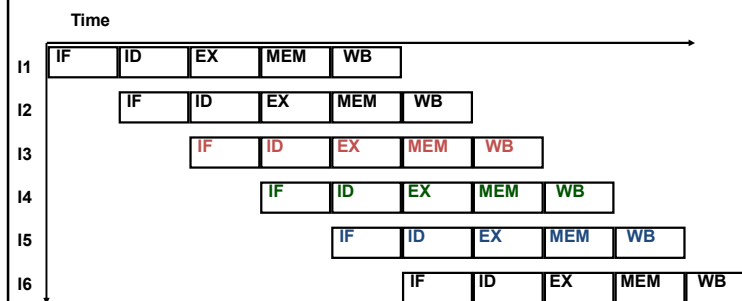 Time
I1 IF ID EX MEM WB
I2 IF ID EX MEM WB
I3 IF ID EX MEM WB
I4 IF ID EX MEM WB
I5 IF ID EX MEM WB
I6 IF ID EX MEM WB